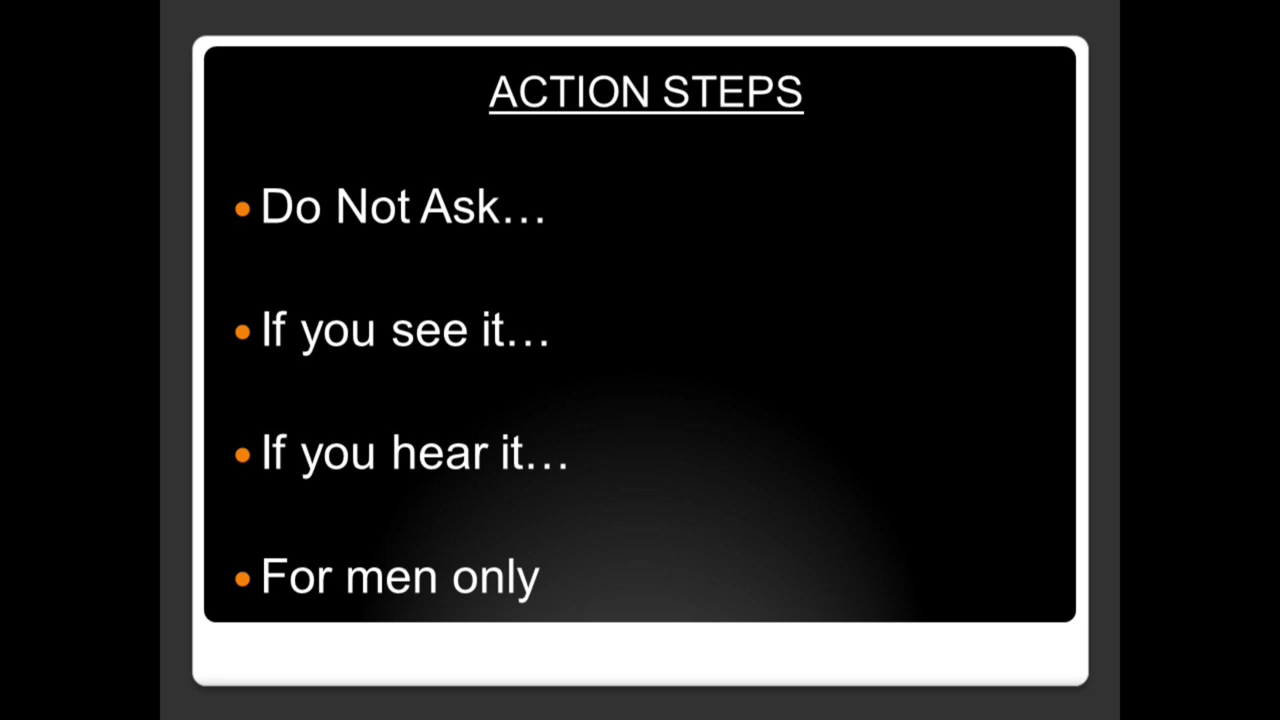 ACTION STEPS
• Do Not Ask…
• If you see it…
• If you hear it…
• For men only